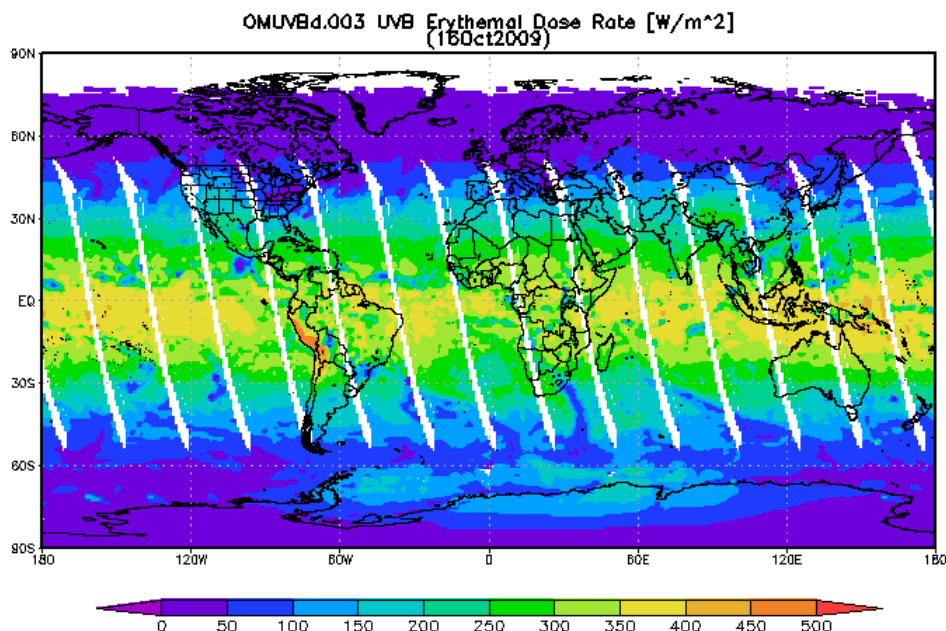 OMUVBd.003 UVB Erythemal Dose Rate [W/m^2]
(16Oct2009)
90N
60N
30N
EQ
30S
60S
90S
180 120W 60W 0 60E 120E 180
0 50 100 150 200 250 300 350 400 450 500